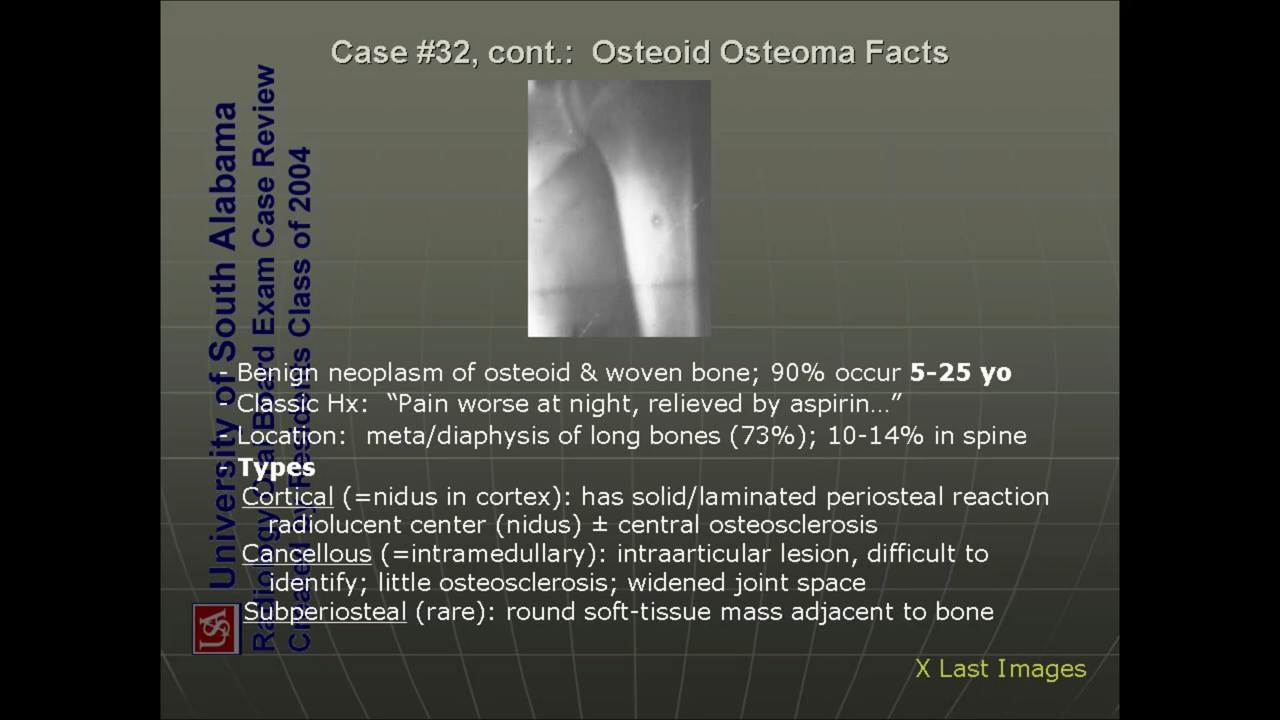 Case #32, cont.: Osteoid Osteoma Facts
University of South Alabama
Radiology Oral Board Exam Case Review
Created by Residents Class of 2004
- Benign neoplasm of osteoid & woven bone; 90% occur 5-25 yo
- Classic Hx: “Pain worse at night, relieved by aspirin…”
- Location: meta/diaphysis of long bones (73%); 10-14% in spine
- Types
Cortical (=nidus in cortex): has solid/laminated periosteal reaction
radiolucent center (nidus) ± central osteosclerosis
Cancellous (=intramedullary): intraarticular lesion, difficult to
identify; little osteosclerosis; widened joint space
Subperiosteal (rare): round soft-tissue mass adjacent to bone
USA
X Last Images